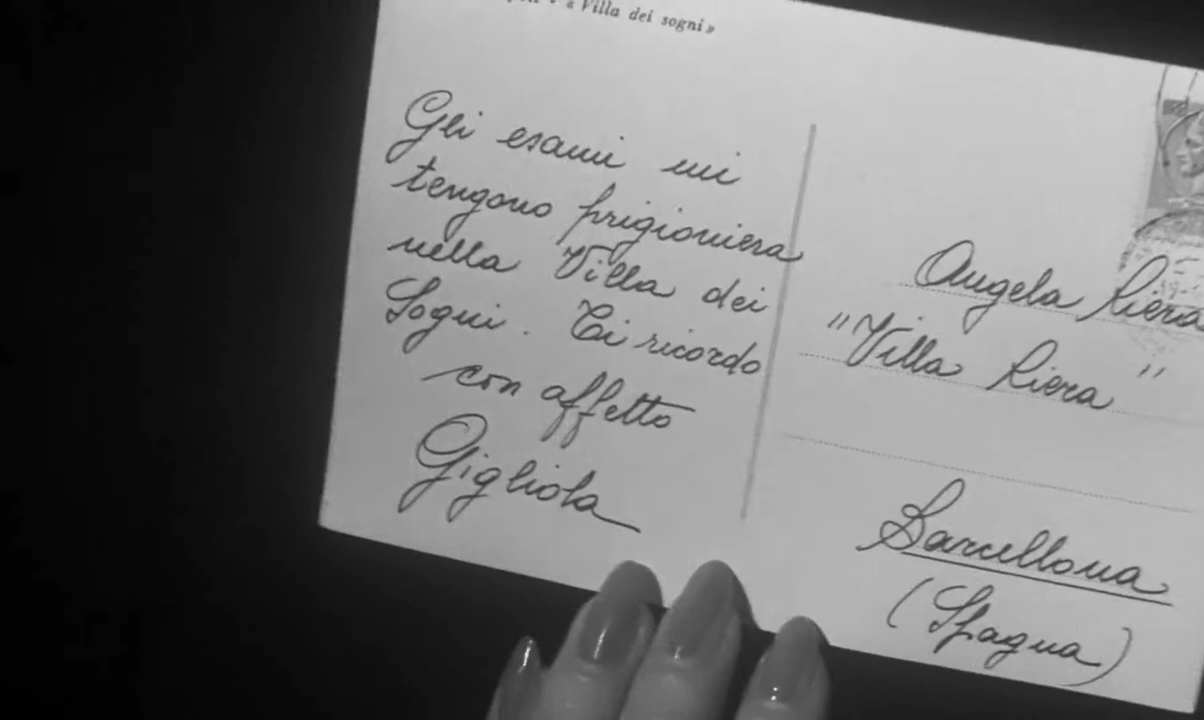 « Villa dei sogni »
Gli esami mi
tengono prigioniera
nella Villa dei
Sogni. Ti ricordo
con affetto
Gigliola
Angela Riera
"Villa Riera"
Barcellona
(Spagna)